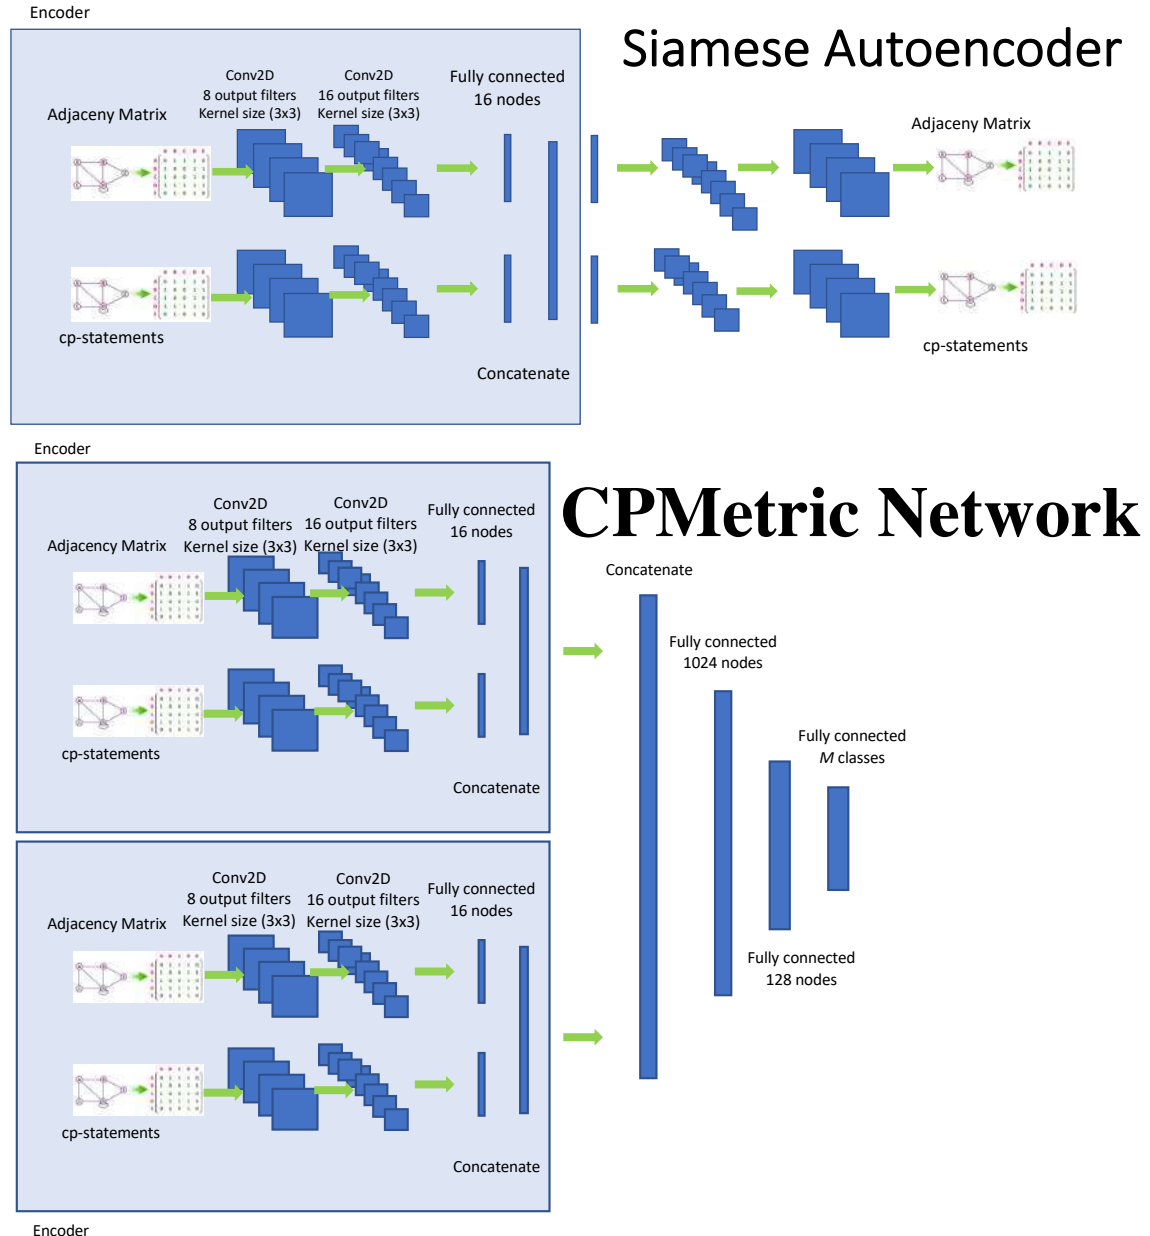 Encoder
Siamese Autoencoder
Conv2D
8 output filters
Kernel size (3x3)
Conv2D
16 output filters
Kernel size (3x3)
Fully connected
16 nodes
Adjaceny Matrix
Adjaceny Matrix
cp-statements
cp-statements
Concatenate
Encoder
CPMetric Network
Conv2D
8 output filters
Kernel size (3x3)
Conv2D
16 output filters
Kernel size (3x3)
Fully connected
16 nodes
Adjacency Matrix
cp-statements
Concatenate
Concatenate
Fully connected
1024 nodes
Fully connected
M classes
Fully connected
128 nodes
Conv2D
8 output filters
Kernel size (3x3)
Conv2D
16 output filters
Kernel size (3x3)
Fully connected
16 nodes
Adjacency Matrix
cp-statements
Concatenate
Encoder